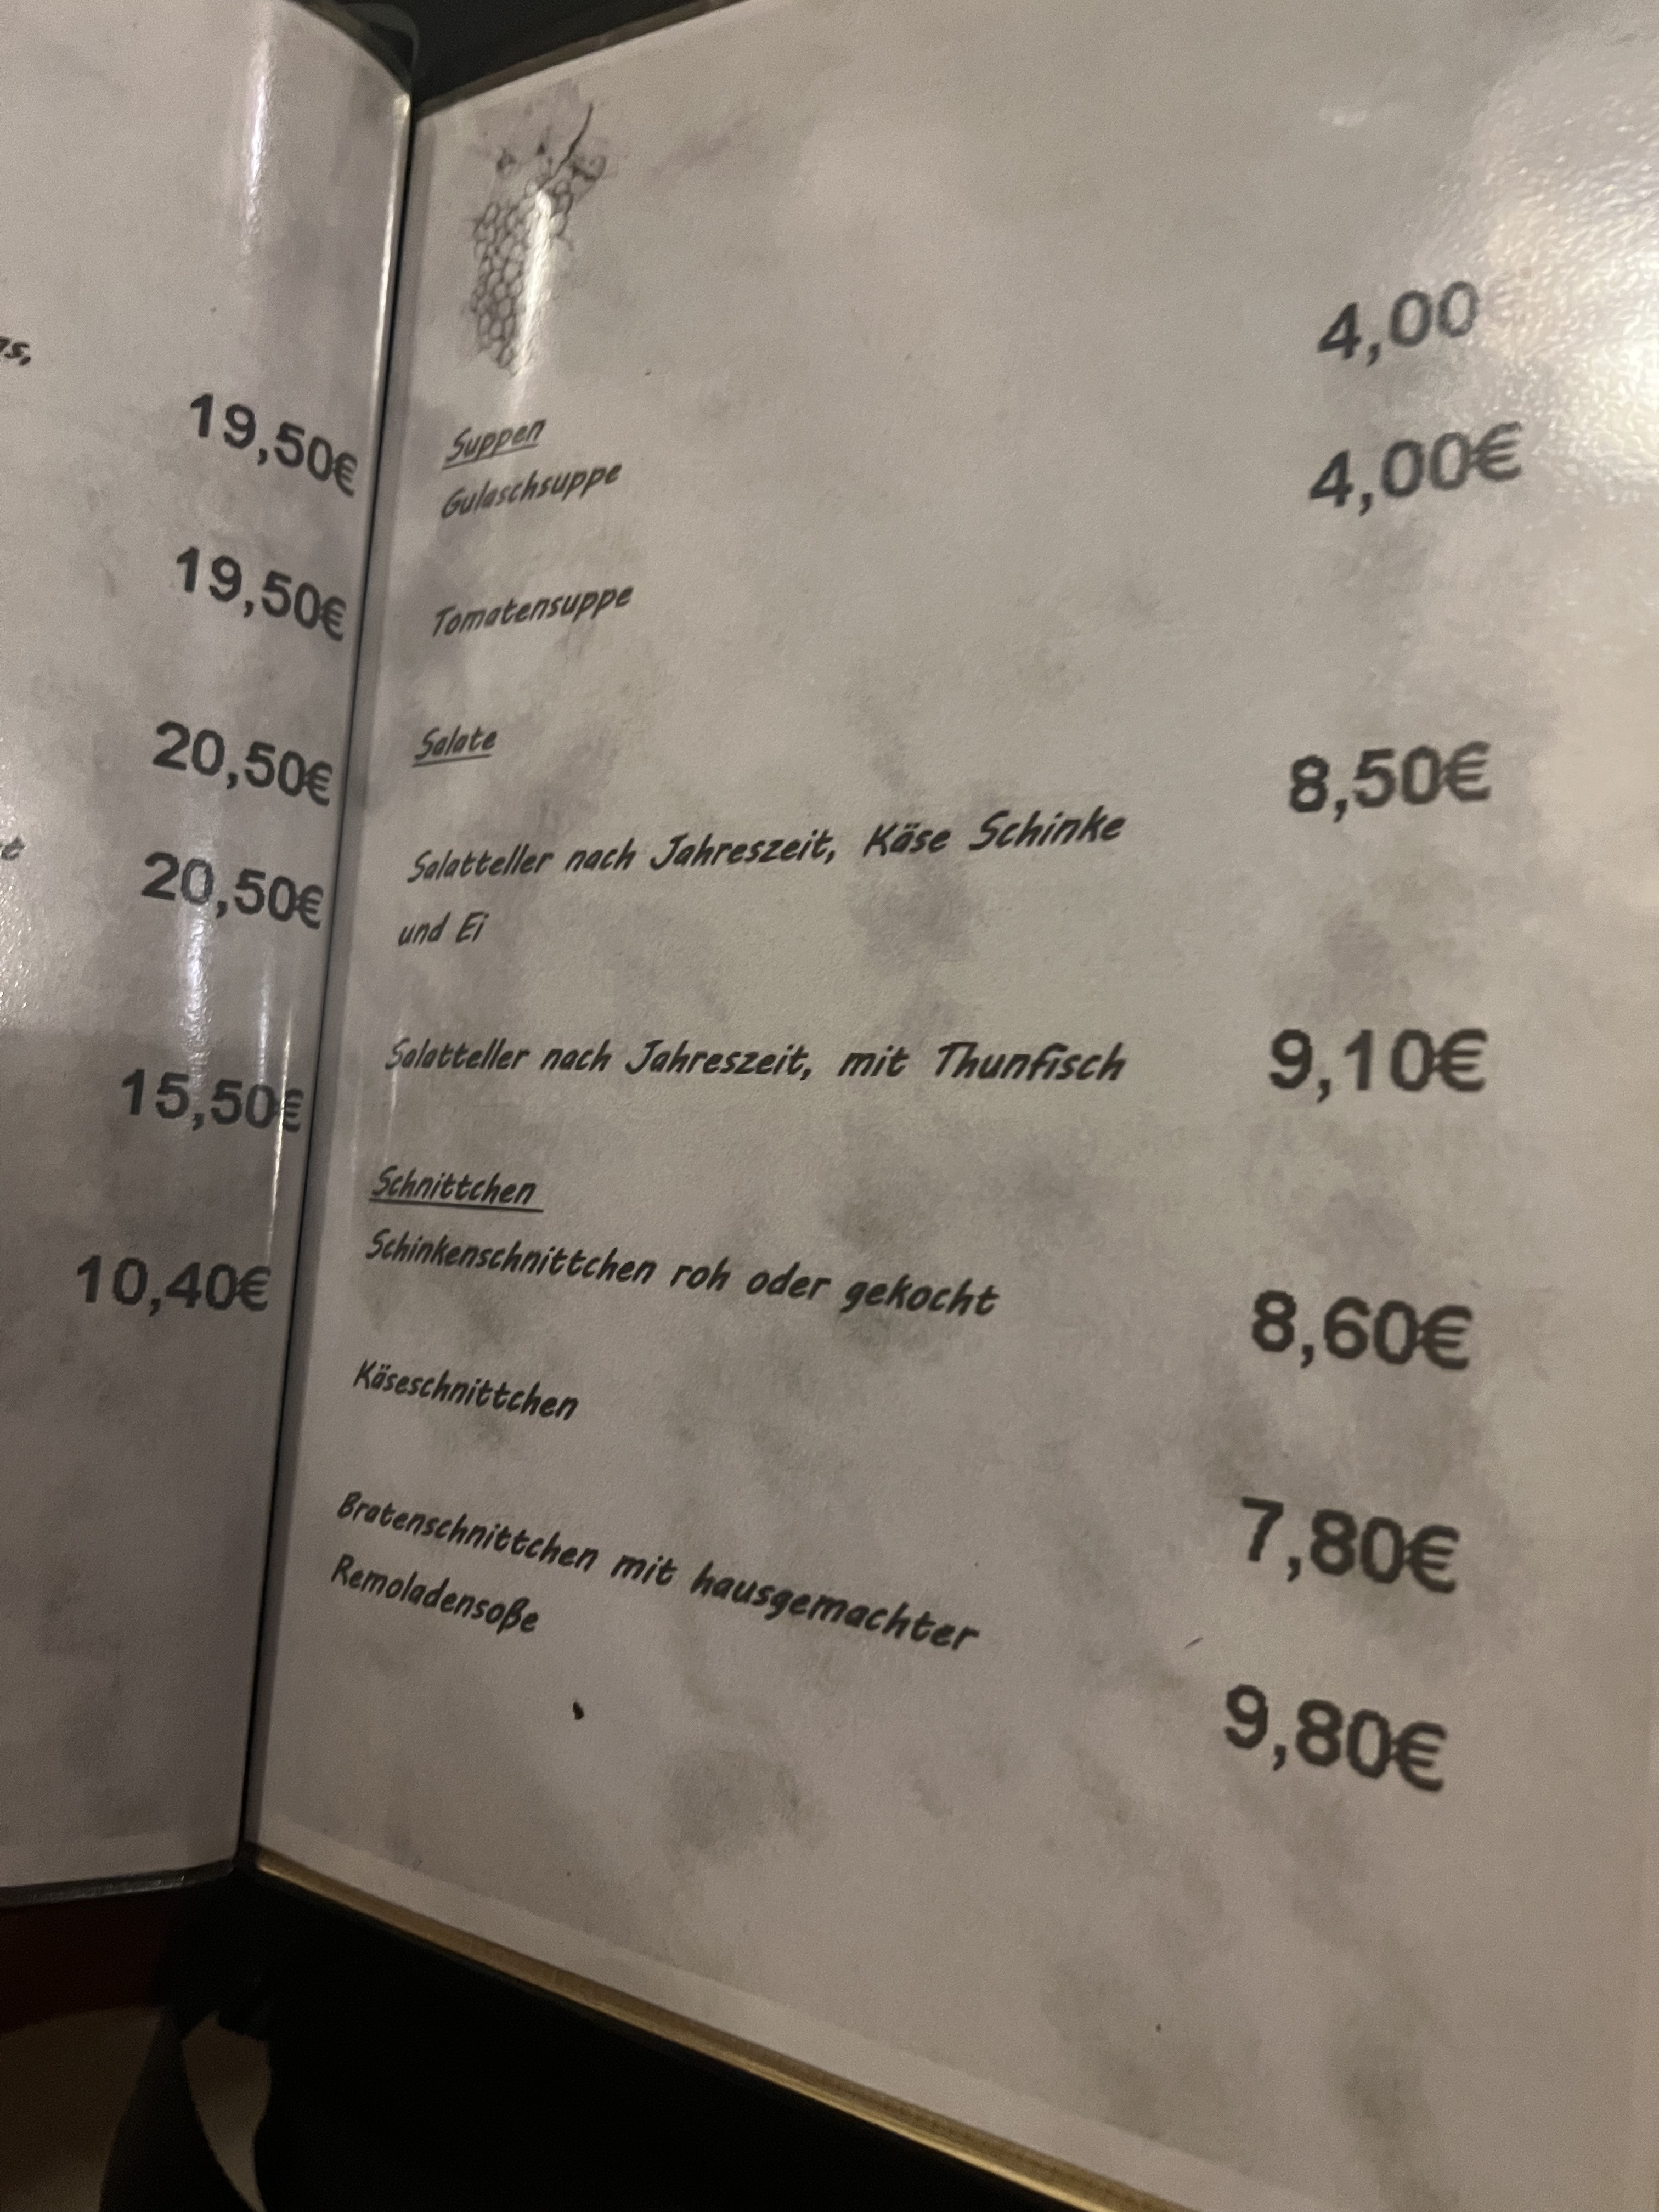 19,50€
19,50€
20,50€
20,50€
15,50€
10,40€
Suppen
Gulaschsuppe 4,00
Tomatensuppe 4,00€
Salate
Salatteller nach Jahreszeit, Käse Schinke 8,50€
und Ei
Salatteller nach Jahreszeit, mit Thunfisch 9,10€
Schnittchen
Schinkenschnittchen roh oder gekocht 8,60€
Käseschnittchen 7,80€
Bratenschnittchen mit hausgemachter 9,80€
Remoladensoße